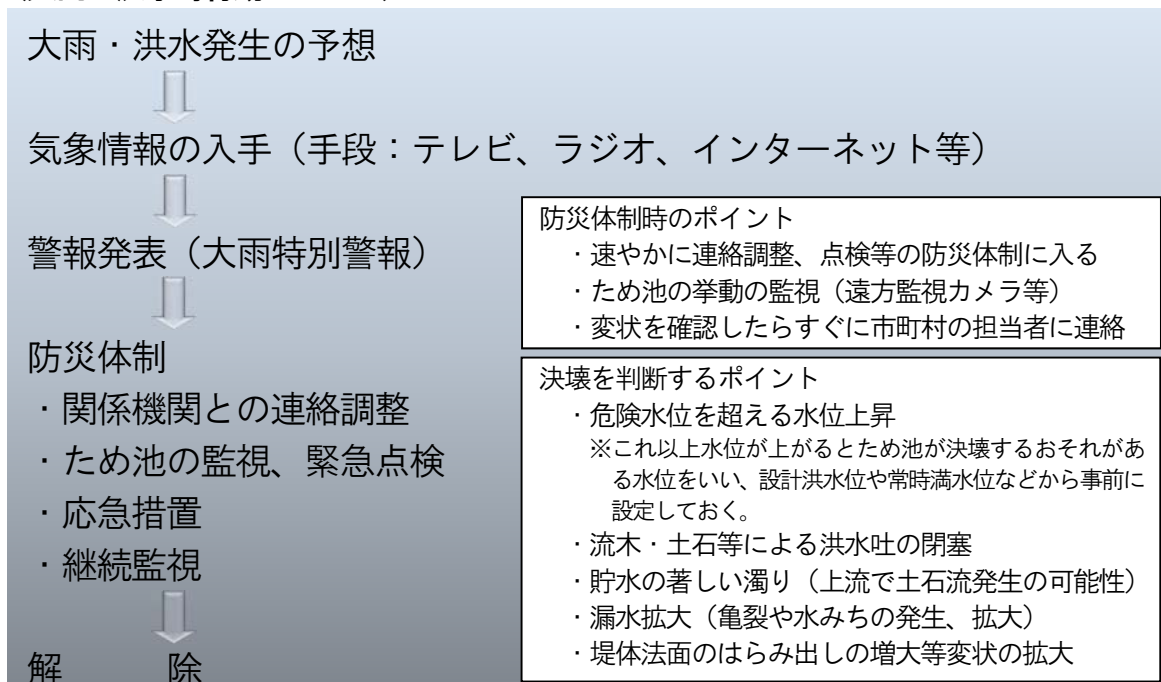 大雨・洪水発生の予想
気象情報の入手（手段：テレビ、ラジオ、インターネット等）
警報発表（大雨特別警報）
防災体制
・関係機関との連絡調整
・ため池の監視、緊急点検
・応急措置
・継続監視
解　　除
防災体制時のポイント
・速やかに連絡調整、点検等の防災体制に入る
・ため池の挙動の監視（遠方監視カメラ等）
・変状を確認したらすぐに市町村の担当者に連絡
決壊を判断するポイント
・危険水位を超える水位上昇
※これ以上水位が上がるとため池が決壊するおそれがあ
る水位をいい、設計洪水位や常時満水位などから事前に
設定しておく。
・流木・土石等による洪水吐の閉塞
・貯水の著しい濁り（上流で土石流発生の可能性）
・漏水拡大（亀裂や水みちの発生、拡大）
・堤体法面のはらみ出しの増大等変状の拡大